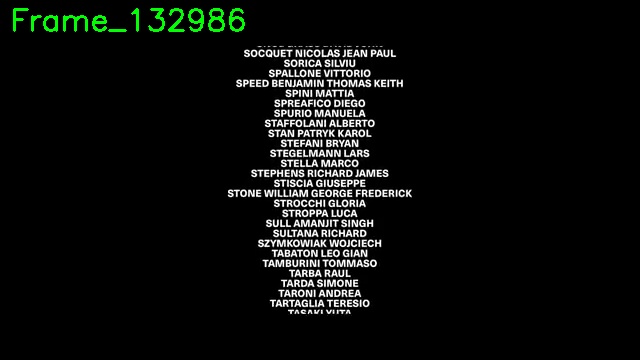 Frame_132986
SOCQUET NICOLAS JEAN PAUL
SORICA SILVIU
SPALLONE VITTORIO
SPEED BENJAMIN THOMAS KEITH
SPINI MATTIA
SPREAFICO DIEGO
SPURIO MANUELA
STAFFOLANI ALBERTO
STAN PATRYK KAROL
STEFANI BRYAN
STEGELMANN LARS
STELLA MARCO
STEPHENS RICHARD JAMES
STISCIA GIUSEPPE
STONE WILLIAM GEORGE FREDERICK
STROCCHI GLORIA
STROPPA LUCA
SULL AMANJIT SINGH
SULTANA RICHARD
SZYMKOWIAK WOJCIECH
TABATON LEO GIAN
TAMBURINI TOMMASO
TARBA RAUL
TARDA SIMONE
TARONI ANDREA
TARTAGLIA TERESIO
TASAKI YUTA